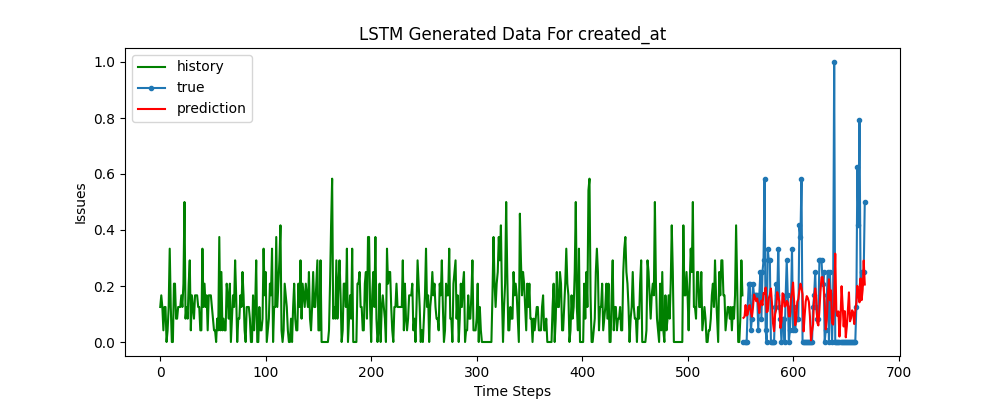 LSTM Generated Data For created_at
history
true
prediction
Issues
1.0
0.8
0.6
0.4
0.2
0.0
0 100 200 300 400 500 600 700
Time Steps